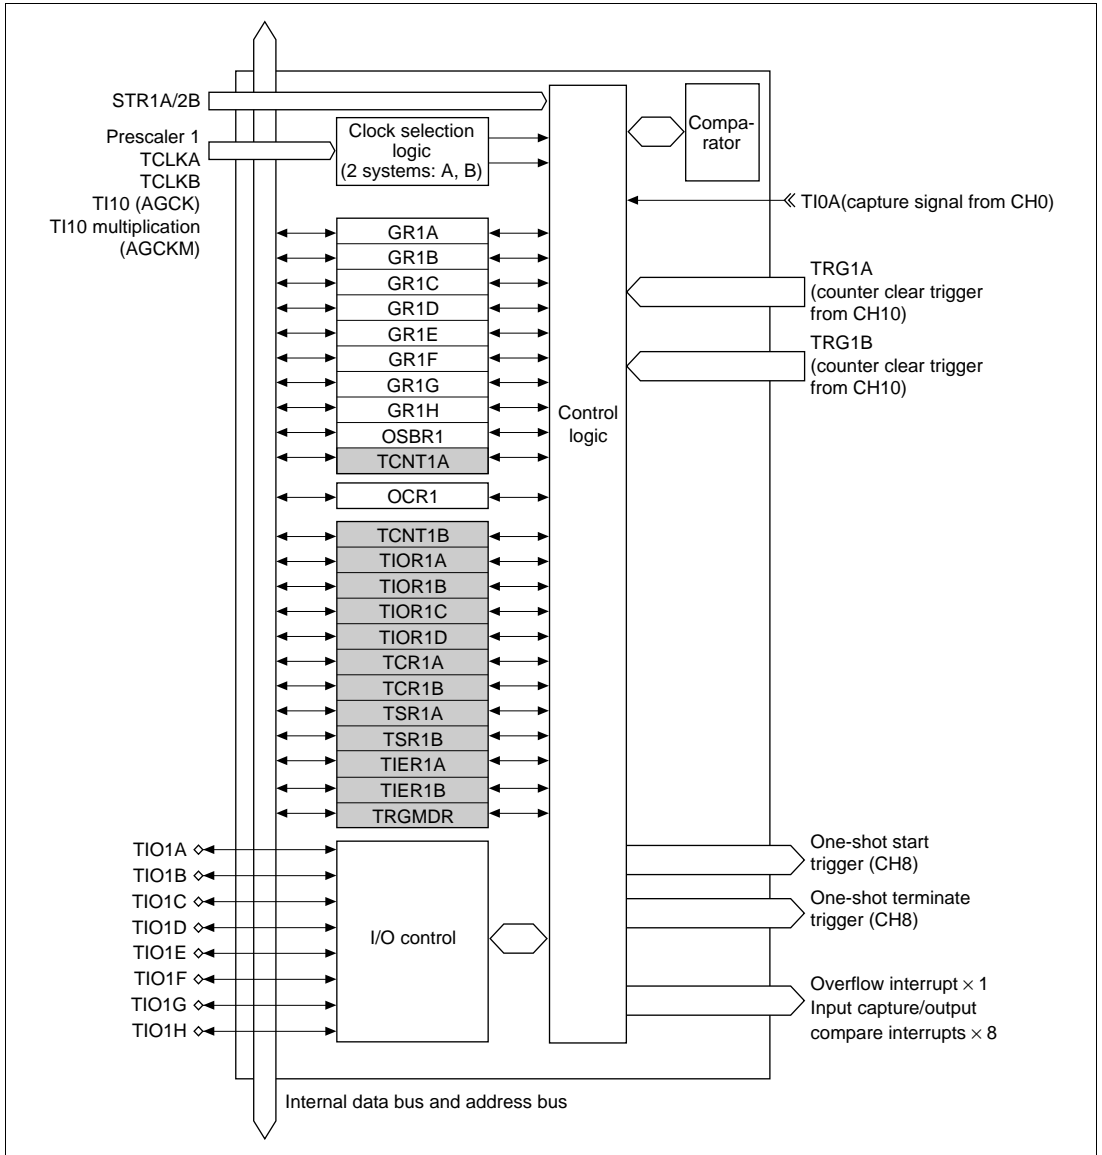 STR1A/2B
Prescaler 1
TCLKA
TCLKB
TI10 (AGCK)
TI10 multiplication
(AGCKM)
Clock selection
logic
(2 systems: A, B)
Compa-
rator
TI0A(capture signal from CH0)
TRG1A
(counter clear trigger
from CH10)
TRG1B
(counter clear trigger
from CH10)
GR1A
GR1B
GR1C
GR1D
GR1E
GR1F
GR1G
GR1H
OSBR1
TCNT1A
OCR1
TCNT1B
TIOR1A
TIOR1B
TIOR1C
TIOR1D
TCR1A
TCR1B
TSR1A
TSR1B
TIER1A
TIER1B
TRGMDR
Control
logic
TIO1A
TIO1B
TIO1C
TIO1D
TIO1E
TIO1F
TIO1G
TIO1H
I/O control
One-shot start
trigger (CH8)
One-shot terminate
trigger (CH8)
Overflow interrupt × 1
Input capture/output
compare interrupts × 8
Internal data bus and address bus